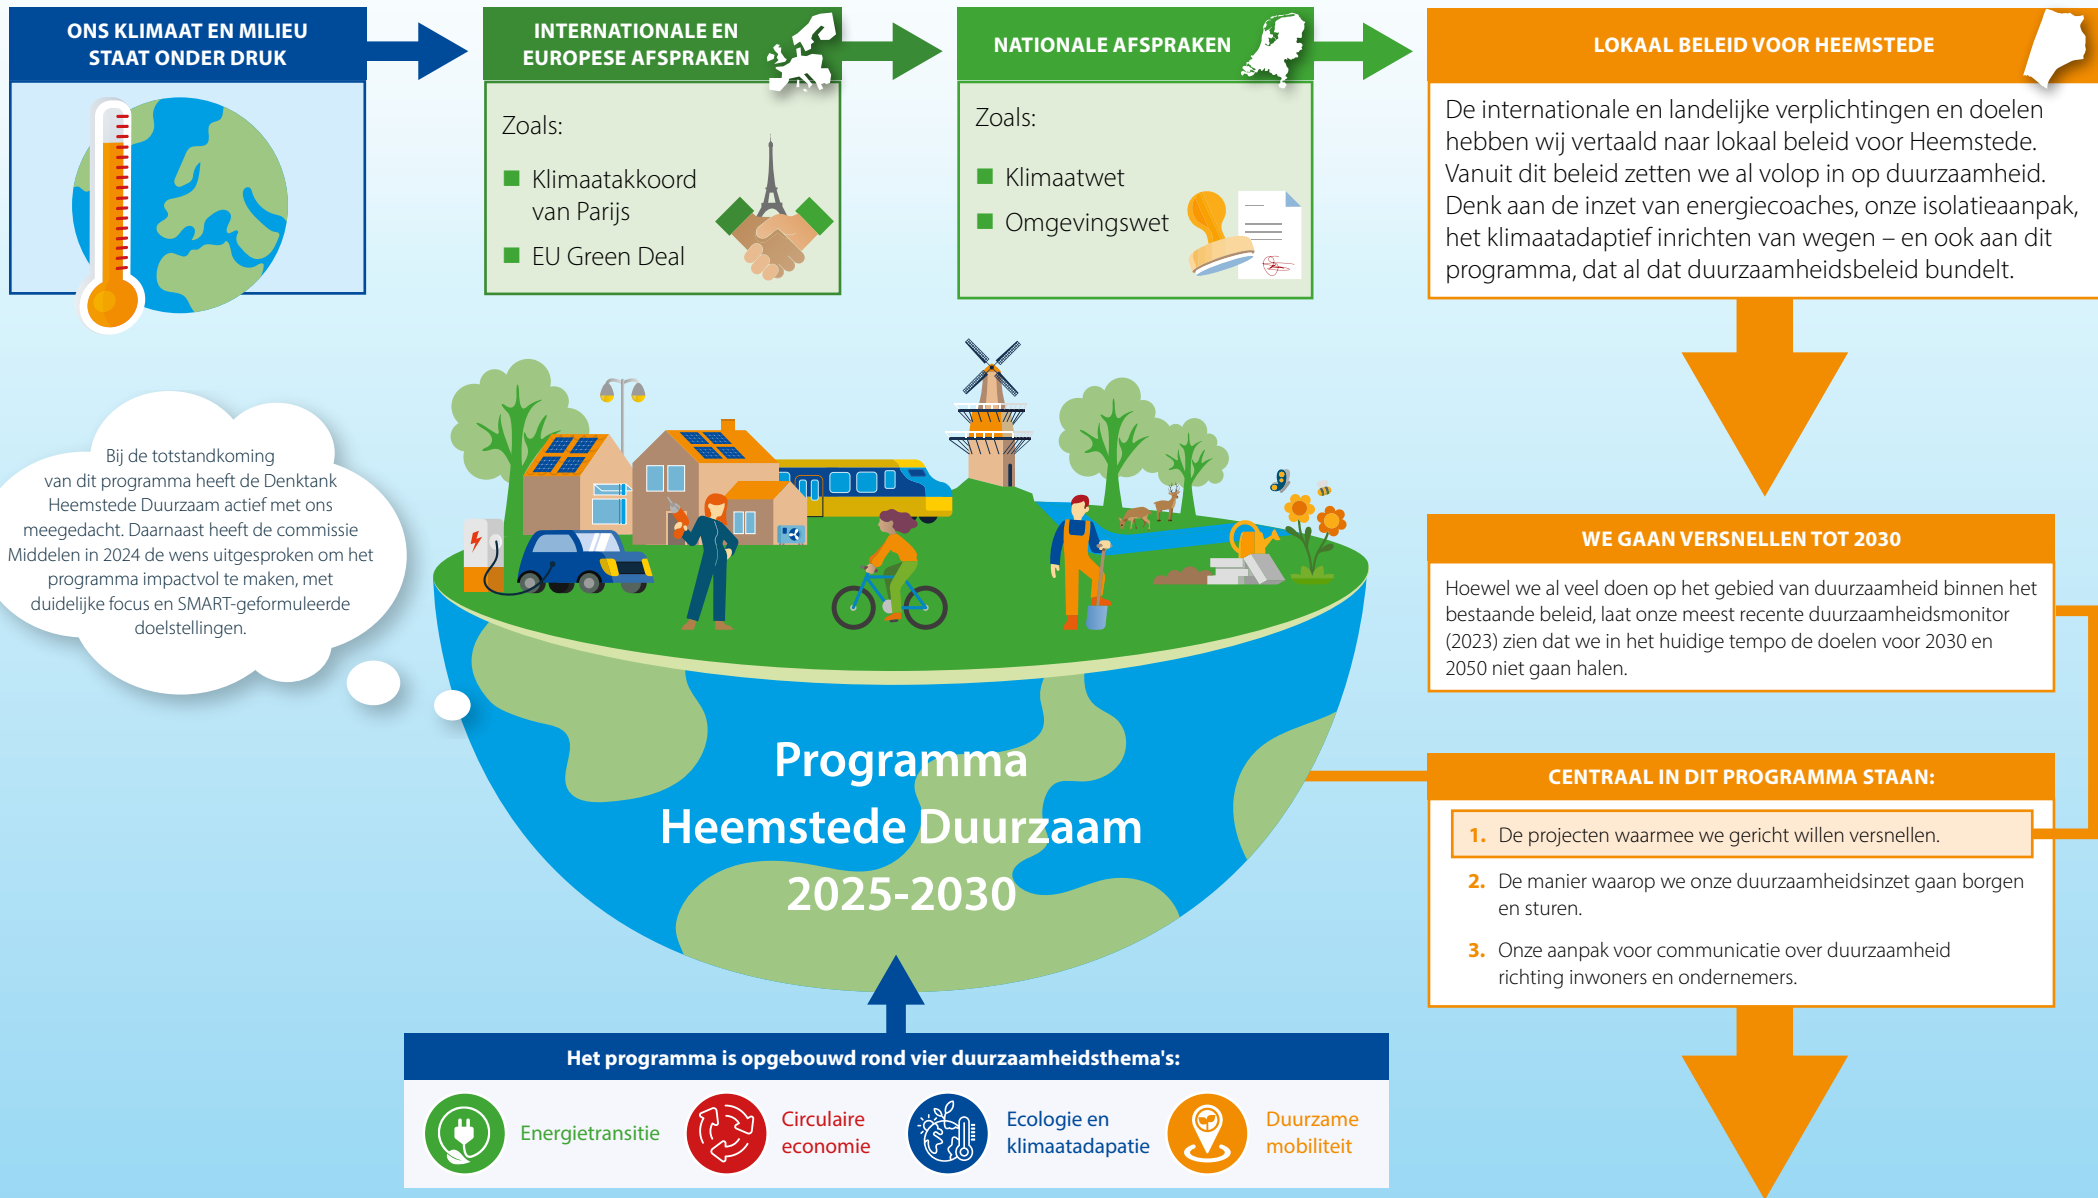 ONS KLIMAAT EN MILIEU
STAAT ONDER DRUK
INTERNATIONALE EN
EUROPESE AFSPRAKEN
Zoals:
Klimaatakkoord
van Parijs
EU Green Deal
NATIONALE AFSPRAKEN
Zoals:
Klimaatwet
Omgevingswet
LOKAAL BELEID VOOR HEEMSTEDE
De internationale en landelijke verplichtingen en doelen
hebben wij vertaald naar lokaal beleid voor Heemstede.
Vanuit dit beleid zetten we al volop in op duurzaamheid.
Denk aan de inzet van energiecoaches, onze isolatieaanpak,
het klimaatadaptief inrichten van wegen – en ook aan dit
programma, dat al dat duurzaamheidsbeleid bundelt.
Bij de totstandkoming
van dit programma heeft de Denktank
Heemstede Duurzaam actief met ons
meegedacht. Daarnaast heeft de commissie
Middelen in 2024 de wens uitgesproken om het
programma impactvol te maken, met
duidelijke focus en SMART-geformuleerde
doelstellingen.
WE GAAN VERSNELLEN TOT 2030
Hoewel we al veel doen op het gebied van duurzaamheid binnen het
bestaande beleid, laat onze meest recente duurzaamheidsmonitor
(2023) zien dat we in het huidige tempo de doelen voor 2030 en
2050 niet gaan halen.
Programma
Heemstede Duurzaam
2025-2030
CENTRAAL IN DIT PROGRAMMA STAAN:
1. De projecten waarmee we gericht willen versnellen.
2. De manier waarop we onze duurzaamheidsinzet gaan borgen
en sturen.
3. Onze aanpak voor communicatie over duurzaamheid
richting inwoners en ondernemers.
Het programma is opgebouwd rond vier duurzaamheidsthema's:
Energietransitie
Circulaire
economie
Ecologie en
klimaatadapatie
Duurzame
mobiliteit